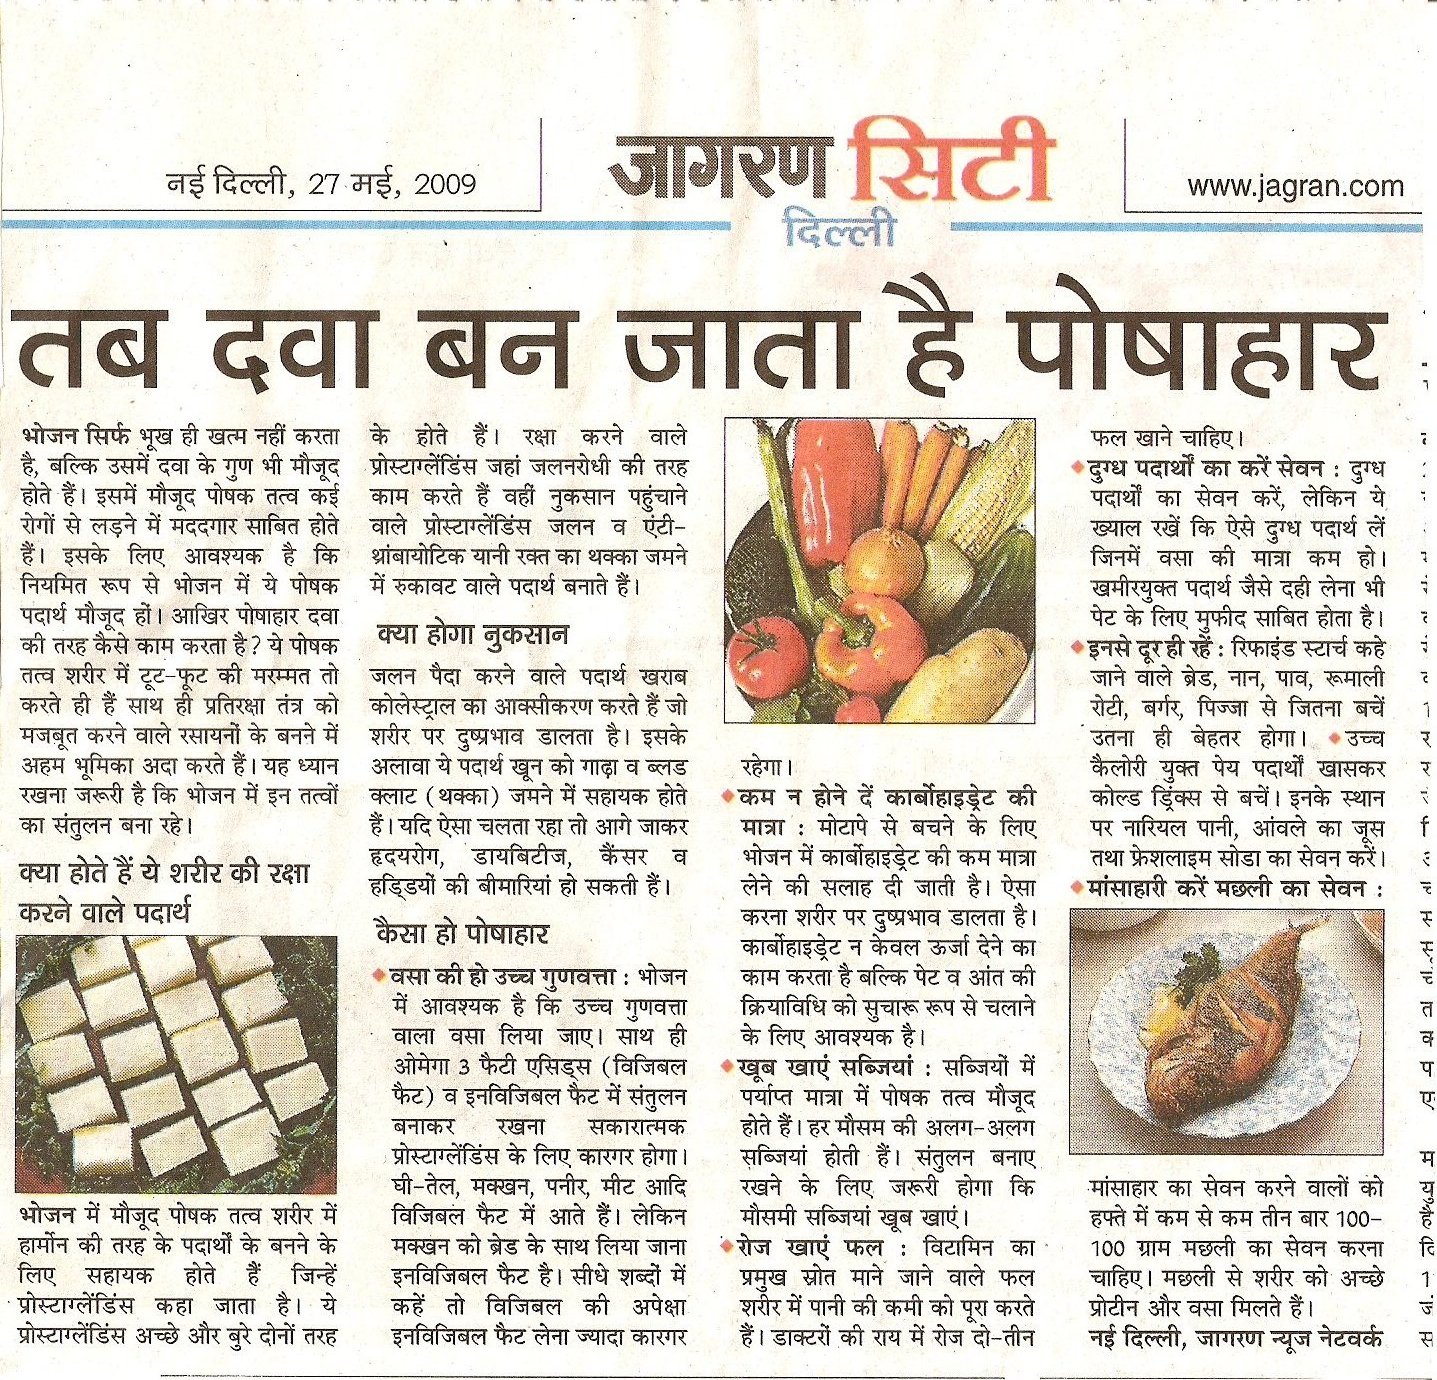 नई दिल्ली, 27 मई, 2009
जागरण सिटी
दिल्ली
www.jagran.com
तब दवा बन जाता है पोषाहार
भोजन सिर्फ भूख ही खत्म नहीं करता
है, बल्कि उसमें दवा के गुण भी मौजूद
होते हैं। इसमें मौजूद पोषक तत्व कई
रोगों से लड़ने में मददगार साबित होते
हैं। इसके लिए आवश्यक है कि
नियमित रूप से भोजन में ये पोषक
पदार्थ मौजूद हों। आखिर पोषाहार दवा
की तरह कैसे काम करता है? ये पोषक
तत्व शरीर में टूट-फूट की मरम्मत तो
करते ही हैं साथ ही प्रतिरक्षा तंत्र को
मजबूत करने वाले रसायनों के बनने में
अहम भूमिका अदा करते हैं। यह ध्यान
रखना जरूरी है कि भोजन में इन तत्वों
का संतुलन बना रहे।
क्या होते हैं ये शरीर की रक्षा
करने वाले पदार्थ
भोजन में मौजूद पोषक तत्व शरीर में
हार्मोन की तरह के पदार्थों के बनने के
लिए सहायक होते हैं जिन्हें
प्रोस्टाग्लेंडिंस कहा जाता है। ये
प्रोस्टाग्लेंडिंस अच्छे और बुरे दोनों तरह
के होते हैं। रक्षा करने वाले
प्रोस्टाग्लेंडिंस जहां जलनरोधी की तरह
काम करते हैं वहीं नुकसान पहुंचाने
वाले प्रोस्टाग्लेंडिंस जलन व एंटी-
थ्रांबायोटिक यानी रक्त का थक्का जमने
में रुकावट वाले पदार्थ बनाते हैं।
क्या होगा नुकसान
जलन पैदा करने वाले पदार्थ खराब
कोलेस्ट्राल का आक्सीकरण करते हैं जो
शरीर पर दुष्प्रभाव डालता है। इसके
अलावा ये पदार्थ खून को गाढ़ा व ब्लड
क्लाट (थक्का) जमने में सहायक होते
हैं। यदि ऐसा चलता रहा तो आगे जाकर
हृदयरोग, डायबिटीज, कैंसर व
हड्डियों की बीमारियां हो सकती हैं।
कैसा हो पोषाहार
वसा की हो उच्च गुणवत्ता : भोजन
में आवश्यक है कि उच्च गुणवत्ता
वाला वसा लिया जाए। साथ ही
ओमेगा 3 फैटी एसिड्स (विजिबल
फैट) व इनविजिबल फैट में संतुलन
बनाकर रखना सकारात्मक
प्रोस्टाग्लेंडिंस के लिए कारगर होगा।
घी-तेल, मक्खन, पनीर, मीट आदि
विजिबल फैट में आते हैं। लेकिन
मक्खन को ब्रेड के साथ लिया जाना
इनविजिबल फैट है। सीधे शब्दों में
कहें तो विजिबल की अपेक्षा
इनविजिबल फैट लेना ज्यादा कारगर
रहेगा।
कम न होने दें कार्बोहाइड्रेट की
मात्रा : मोटापे से बचने के लिए
भोजन में कार्बोहाइड्रेट की कम मात्रा
लेने की सलाह दी जाती है। ऐसा
करना शरीर पर दुष्प्रभाव डालता है।
कार्बोहाइड्रेट न केवल ऊर्जा देने का
काम करता है बल्कि पेट व आंत की
क्रियाविधि को सुचारू रूप से चलाने
के लिए आवश्यक है।
खूब खाएं सब्जियां : सब्जियों में
पर्याप्त मात्रा में पोषक तत्व मौजूद
होते हैं। हर मौसम की अलग-अलग
सब्जियां होती हैं। संतुलन बनाए
रखने के लिए जरूरी होगा कि
मौसमी सब्जियां खूब खाएं।
रोज खाएं फल : विटामिन का
प्रमुख स्रोत माने जाने वाले फल
शरीर में पानी की कमी को पूरा करते
हैं। डाक्टरों की राय में रोज दो-तीन
फल खाने चाहिए।
दुग्ध पदार्थों का करें सेवन : दुग्ध
पदार्थों का सेवन करें, लेकिन ये
ख्याल रखें कि ऐसे दुग्ध पदार्थ लें
जिनमें वसा की मात्रा कम हो।
खमीरयुक्त पदार्थ जैसे दही लेना भी
पेट के लिए मुफीद साबित होता है।
इनसे दूर ही रहें : रिफाइंड स्टार्च कहे
जाने वाले ब्रेड, नान, पाव, रूमाली
रोटी, बर्गर, पिज्जा से जितना बचें
उतना ही बेहतर होगा। उच्च
कैलोरी युक्त पेय पदार्थों खासकर
कोल्ड ड्रिंक्स से बचें। इनके स्थान
पर नारियल पानी, आंवले का जूस
तथा फ्रेशलाइम सोडा का सेवन करें।
मांसाहारी करें मछली का सेवन :
मांसाहार का सेवन करने वालों को
हफ्ते में कम से कम तीन बार 100-
100 ग्राम मछली का सेवन करना
चाहिए। मछली से शरीर को अच्छे
प्रोटीन और वसा मिलते हैं।
नई दिल्ली, जागरण न्यूज नेटवर्क